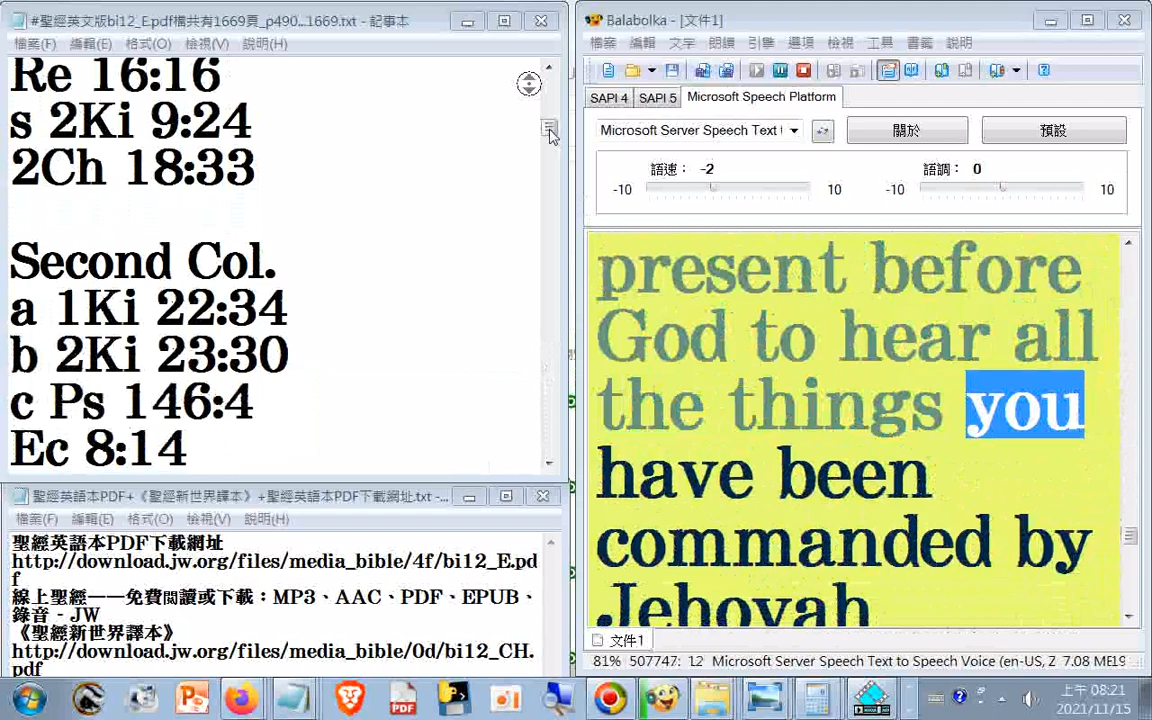 #聖經英文版bi12_E.pdf檔共有1669頁_p490...1669.txt - 記事本
檔案(F) 編輯(E) 格式(O) 檢視(V) 說明(H)
Re 16:16
s 2Ki 9:24
2Ch 18:33
Second Col.
a 1Ki 22:34
b 2Ki 23:30
c Ps 146:4
Ec 8:14
聖經英語本PDF+《聖經新世界譯本》+聖經英語本PDF下載網址.txt -...
檔案(F) 編輯(E) 格式(O) 檢視(V) 說明(H)
聖經英語本PDF下載網址
http://download.jw.org/files/media_bible/4f/bi12_E.pd
f
線上聖經——免費閱讀或下載：MP3、AAC、PDF、EPUB、
錄音 - JW
《聖經新世界譯本》
http://download.jw.org/files/media_bible/0d/bi12_CH.
pdf
Balabolka - [文件1]
檔案 編輯 文字 朗讀 引擎 選項 檢視 工具 書籤 說明
SAPI 4 SAPI 5 Microsoft Speech Platform
Microsoft Server Speech Text 關於 預設
語速： -2 語調： 0
-10 10 -10 10
present before
God to hear all
the things you
have been
commanded by
Jehovah
文件1
81% 507747: 12 Microsoft Server Speech Text to Speech Voice (en-US, Z 7.08 ME19
上午 08:21
2021/11/15